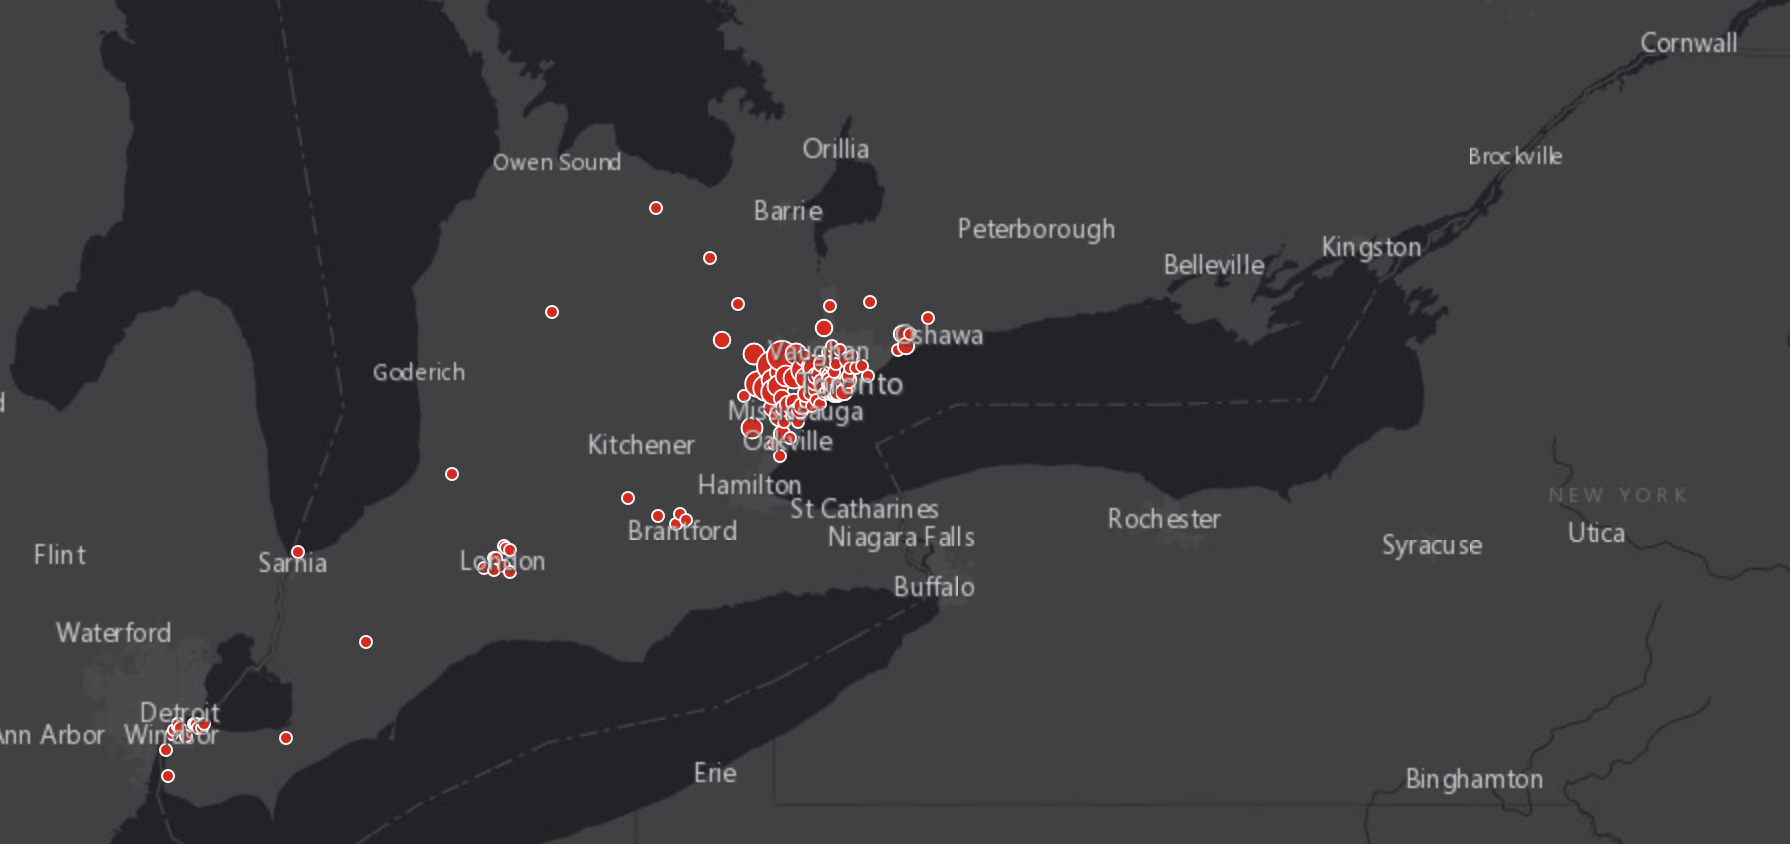 Cornwall
Orillia
Brockville
Owen Sound
Barrie
Peterborough
Kingston
Belleville
Oshawa
Vaughan
Goderich
Toronto
Mississauga
Kitchener
Oakville
Hamilton
NEW YORK
St Catharines
Rochester
Brantford
Utica
Niagara Falls
Syracuse
Flint
Sarnia
London
Buffalo
Waterford
Detroit
Ann Arbor
Windsor
Erie
Binghamton